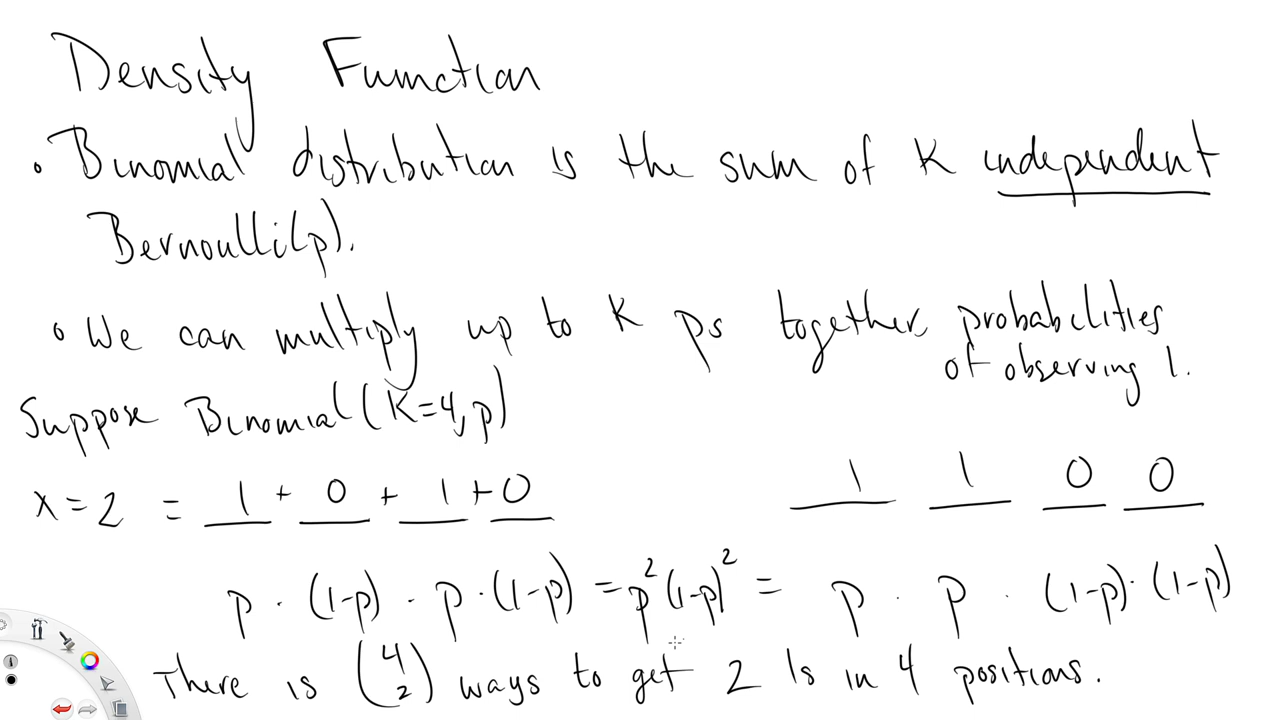 Density Function
• Binomial distribution is the sum of K independent
Bernoulli(p).
• We can multiply up to K ps together, probabilities
of observing 1.
Suppose Binomial(K=4,p)
x=2 = 1 + 0 + 1 + 0
1 1 0 0
p · (1-p) · p · (1-p) = p²(1-p)² = p · p · (1-p) · (1-p)
There is (4 2) ways to get 2 1s in 4 positions.